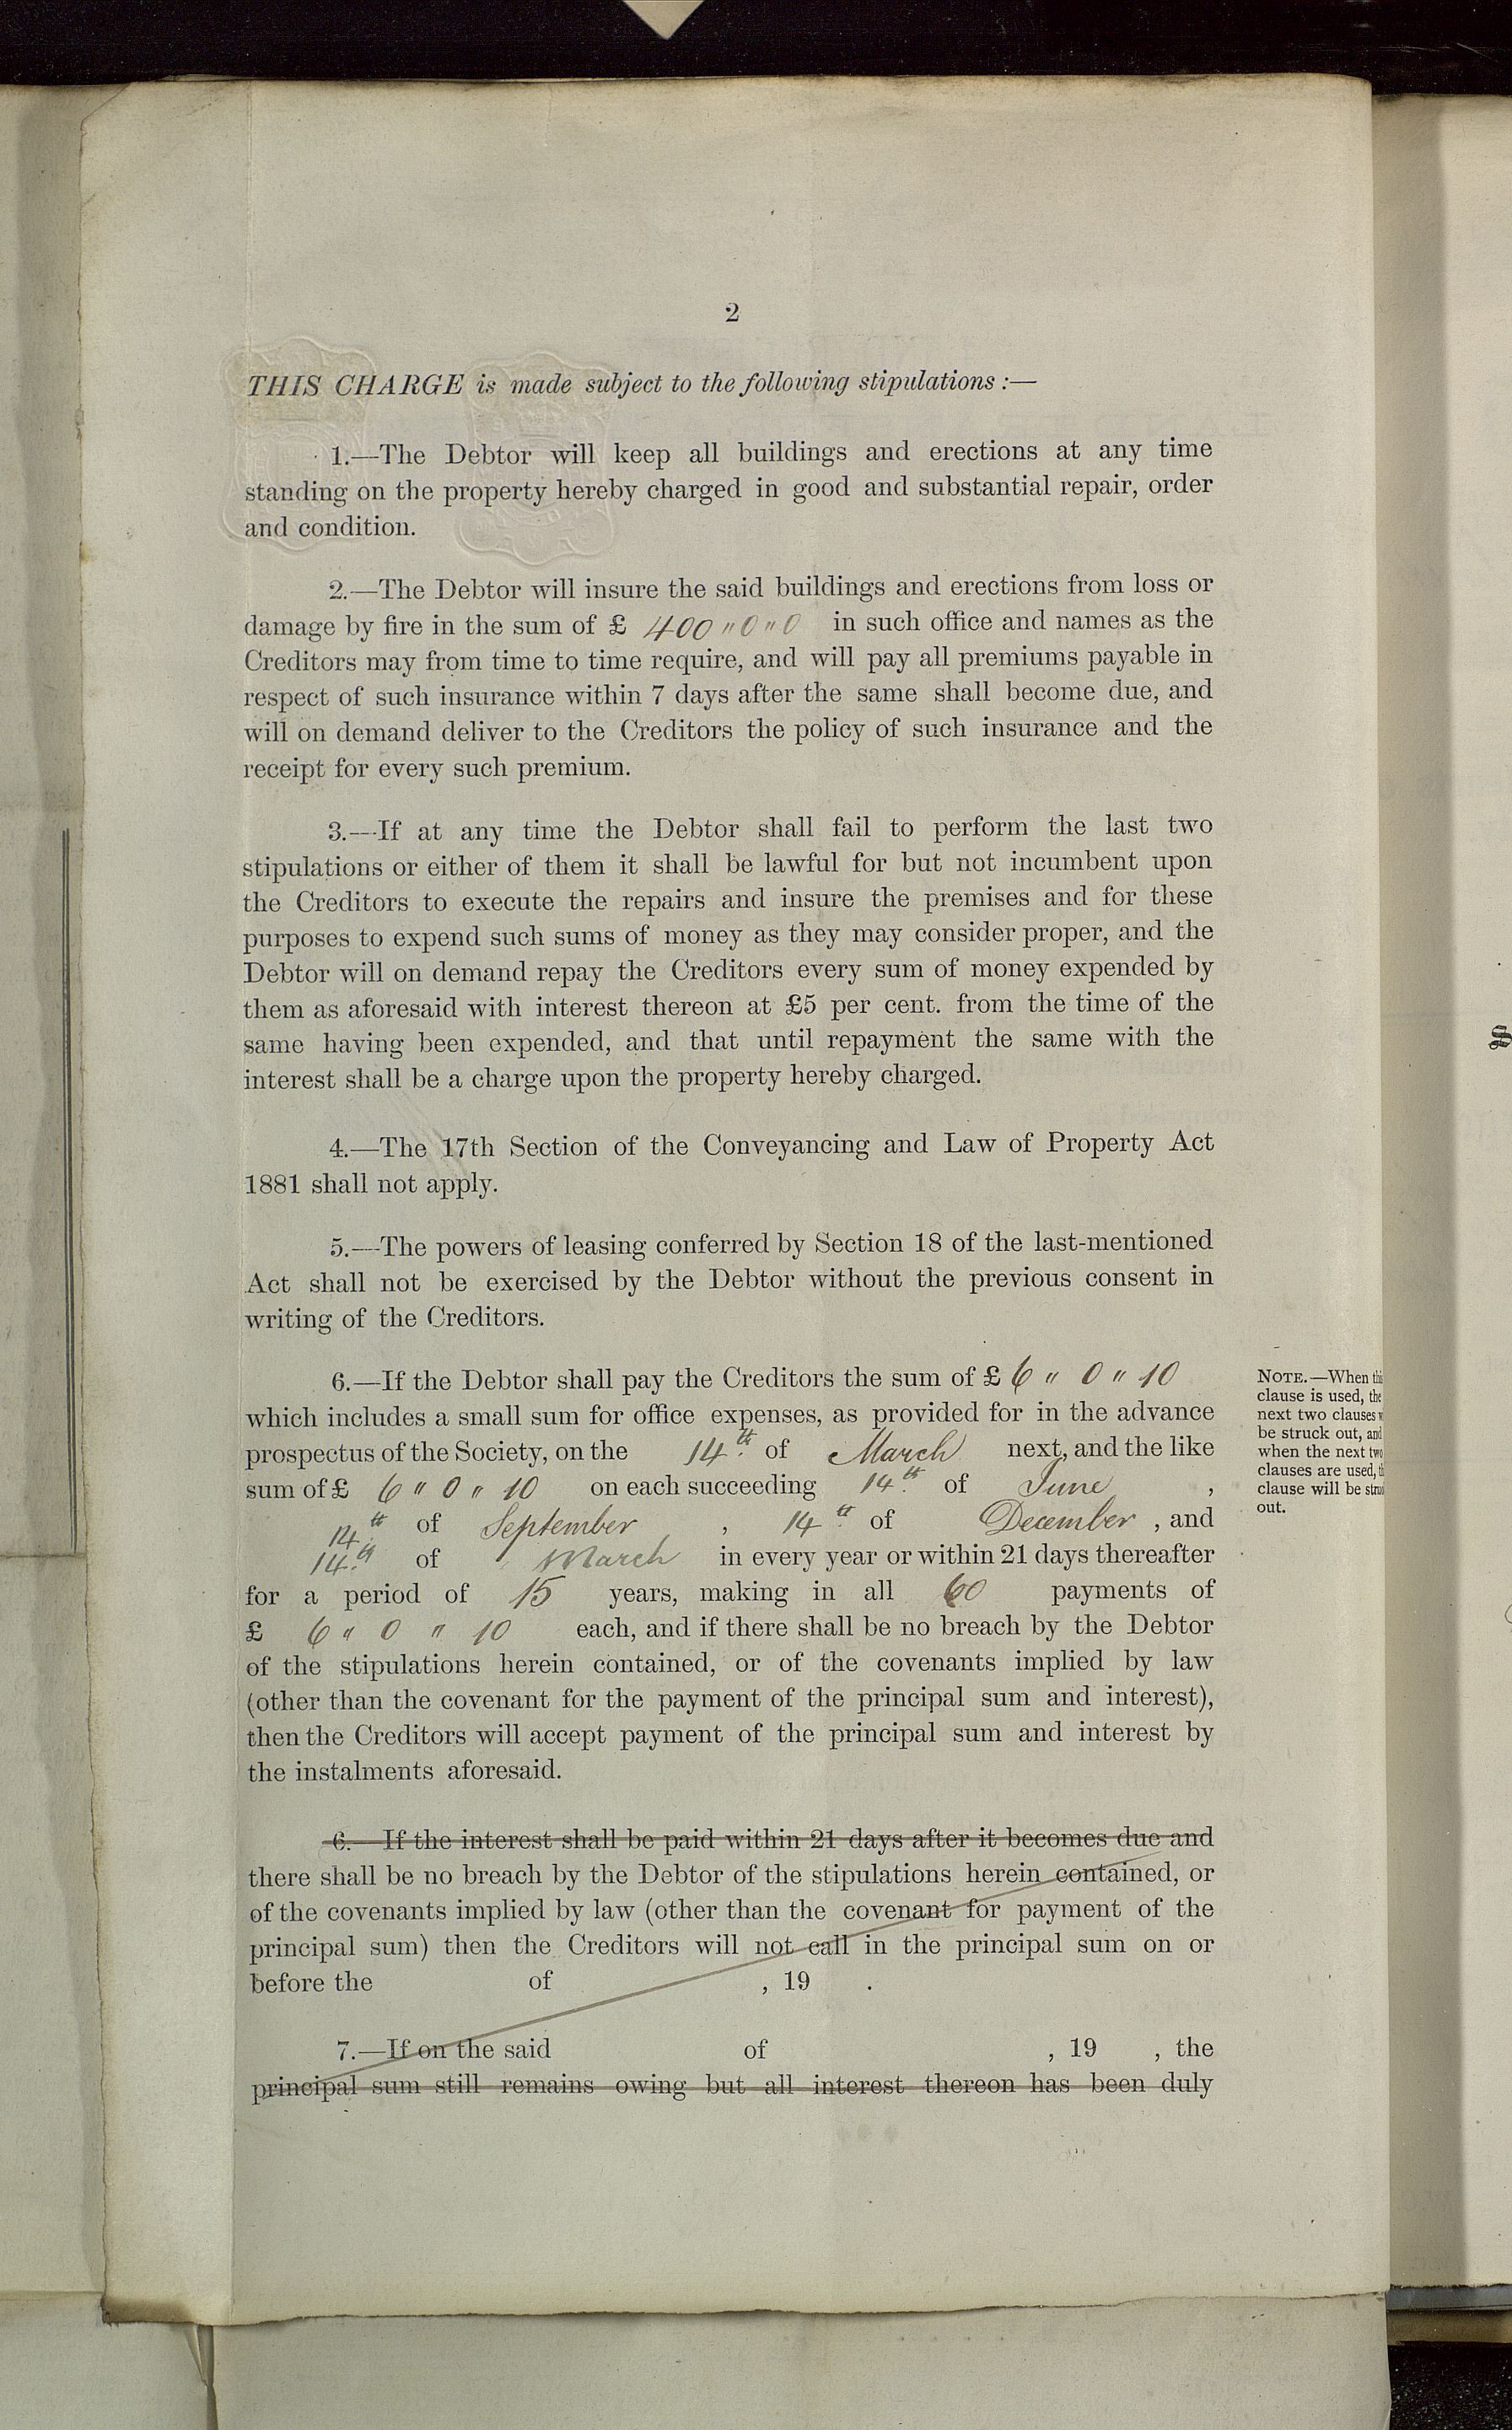 2
THIS CHARGE is made subject to the following stipulations :—
1.—The Debtor will keep all buildings and erections at any time
standing on the property hereby charged in good and substantial repair, order
and condition.
2.—The Debtor will insure the said buildings and erections from loss or
damage by fire in the sum of £ 400 " 0 " 0 in such office and names as the
Creditors may from time to time require, and will pay all premiums payable in
respect of such insurance within 7 days after the same shall become due, and
will on demand deliver to the Creditors the policy of such insurance and the
receipt for every such premium.
3.—If at any time the Debtor shall fail to perform the last two
stipulations or either of them it shall be lawful for but not incumbent upon
the Creditors to execute the repairs and insure the premises and for these
purposes to expend such sums of money as they may consider proper, and the
Debtor will on demand repay the Creditors every sum of money expended by
them as aforesaid with interest thereon at £5 per cent. from the time of the
same having been expended, and that until repayment the same with the
interest shall be a charge upon the property hereby charged.
4.—The 17th Section of the Conveyancing and Law of Property Act
1881 shall not apply.
5.—The powers of leasing conferred by Section 18 of the last-mentioned
Act shall not be exercised by the Debtor without the previous consent in
writing of the Creditors.
6.—If the Debtor shall pay the Creditors the sum of £ 6 " 0 " 10
which includes a small sum for office expenses, as provided for in the advance
prospectus of the Society, on the 14th of March next, and the like
sum of £ 6 " 0 " 10 on each succeeding 14th of June ,
14th of September , 14th of December , and
14th of March in every year or within 21 days thereafter
for a period of 15 years, making in all 60 payments of
£ 6 " 0 " 10 each, and if there shall be no breach by the Debtor
of the stipulations herein contained, or of the covenants implied by law
(other than the covenant for the payment of the principal sum and interest),
then the Creditors will accept payment of the principal sum and interest by
the instalments aforesaid.
NOTE.—When
clause is used, the
next two clauses
be struck out, and
when the next two
clauses are used,
clause will be
out.
6.—If the interest shall be paid within 21 days after it becomes due and
there shall be no breach by the Debtor of the stipulations herein contained, or
of the covenants implied by law (other than the covenant for payment of the
principal sum) then the Creditors will not call in the principal sum on or
before the of , 19 .
7.—If on the said of , 19 , the
principal sum still remains owing but all interest thereon has been duly